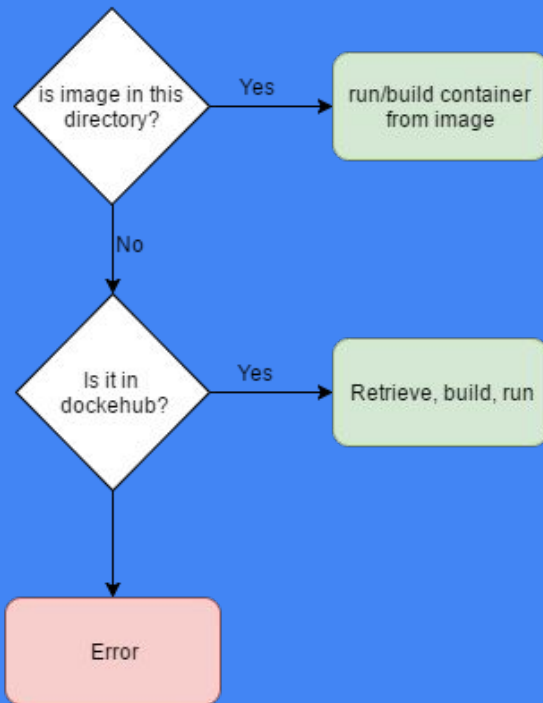 is image in this
directory?
Yes
run/build container
from image
No
Is it in
dockehub?
Yes
Retrieve, build, run
Error